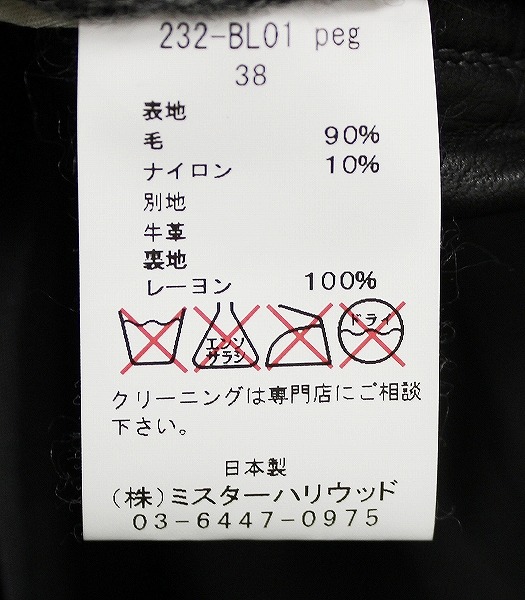 232-BL01 peg
38
表地
毛 90%
ナイロン 10%
別地
牛革
裏地
レーヨン 100%
エンソ
サラシ
ドライ
クリーニングは専門店にご相談
下さい。
日本製
(株)ミスターハリウッド
03-6447-0975